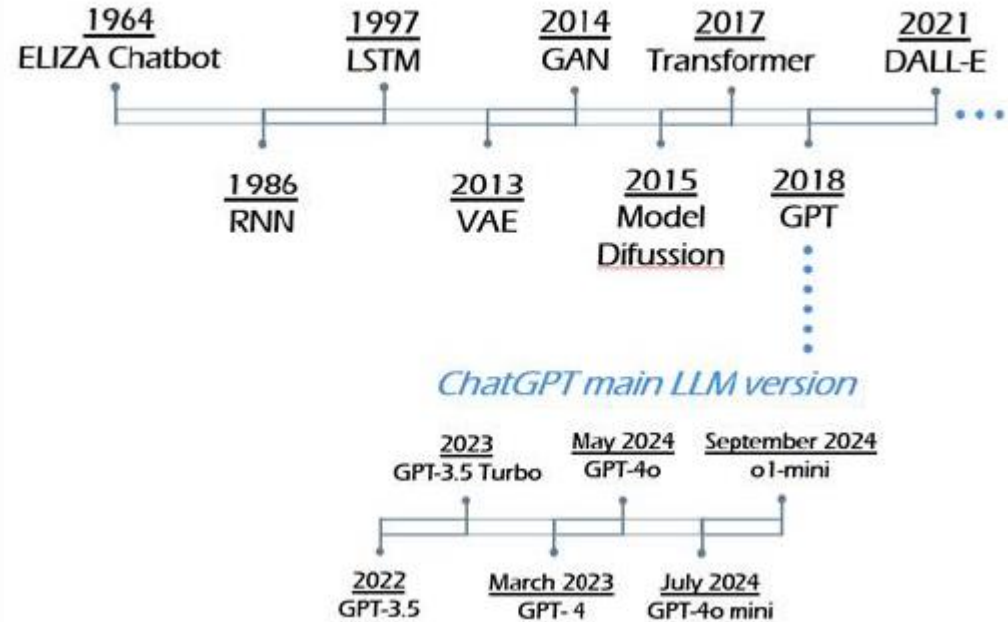 1964
ELIZA Chatbot
1997
LSTM
2014
GAN
2017
Transformer
2021
DALL-E
1986
RNN
2013
VAE
2015
Model
Difussion
2018
GPT
ChatGPT main LLM version
2023
GPT-3.5 Turbo
May 2024
GPT-4o
September 2024
o1-mini
2022
GPT-3.5
March 2023
GPT- 4
July 2024
GPT-4o mini